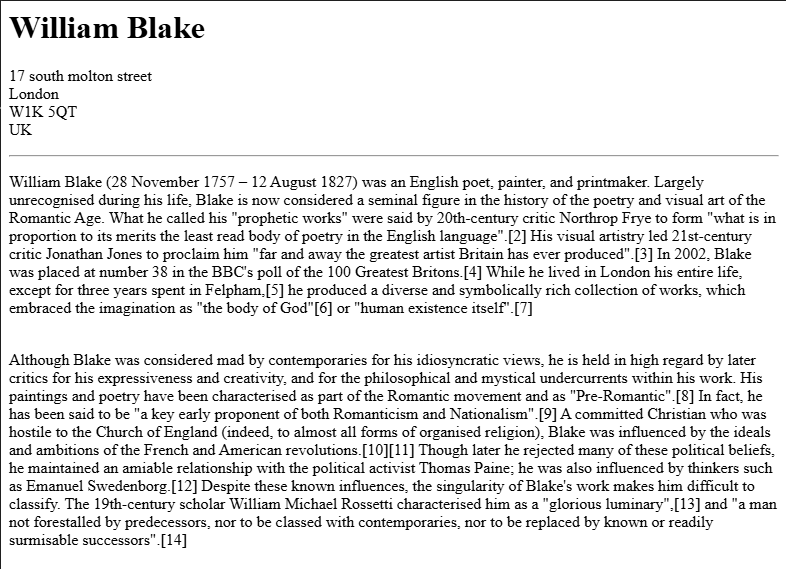 William Blake
17 south molton street
London
W1K 5QT
UK
William Blake (28 November 1757 – 12 August 1827) was an English poet, painter, and printmaker. Largely
unrecognised during his life, Blake is now considered a seminal figure in the history of the poetry and visual art of the
Romantic Age. What he called his "prophetic works" were said by 20th-century critic Northrop Frye to form "what is in
proportion to its merits the least read body of poetry in the English language".[2] His visual artistry led 21st-century
critic Jonathan Jones to proclaim him "far and away the greatest artist Britain has ever produced".[3] In 2002, Blake
was placed at number 38 in the BBC's poll of the 100 Greatest Britons.[4] While he lived in London his entire life,
except for three years spent in Felpham,[5] he produced a diverse and symbolically rich collection of works, which
embraced the imagination as "the body of God"[6] or "human existence itself".[7]
Although Blake was considered mad by contemporaries for his idiosyncratic views, he is held in high regard by later
critics for his expressiveness and creativity, and for the philosophical and mystical undercurrents within his work. His
paintings and poetry have been characterised as part of the Romantic movement and as "Pre-Romantic".[8] In fact, he
has been said to be "a key early proponent of both Romanticism and Nationalism".[9] A committed Christian who was
hostile to the Church of England (indeed, to almost all forms of organised religion), Blake was influenced by the ideals
and ambitions of the French and American revolutions.[10][11] Though later he rejected many of these political beliefs,
he maintained an amiable relationship with the political activist Thomas Paine; he was also influenced by thinkers such
as Emanuel Swedenborg.[12] Despite these known influences, the singularity of Blake's work makes him difficult to
classify. The 19th-century scholar William Michael Rossetti characterised him as a "glorious luminary",[13] and "a man
not forestalled by predecessors, nor to be classed with contemporaries, nor to be replaced by known or readily
surmisable successors".[14]